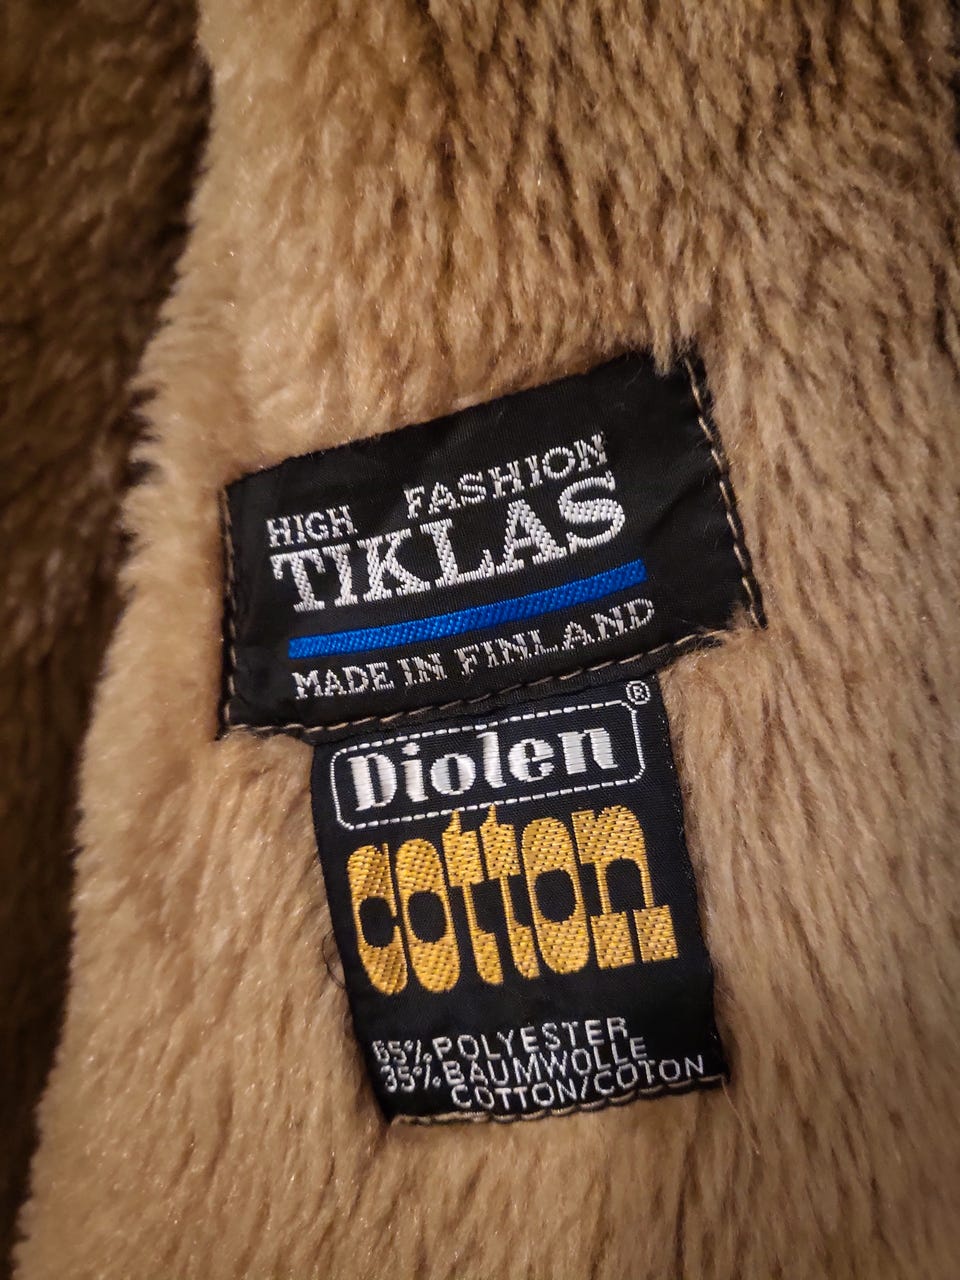 HIGH FASHION
TIKLAS
MADE IN FINLAND
Diolen®
cotton
65% POLYESTER
35% BAUMWOLLE
COTTON/COTON